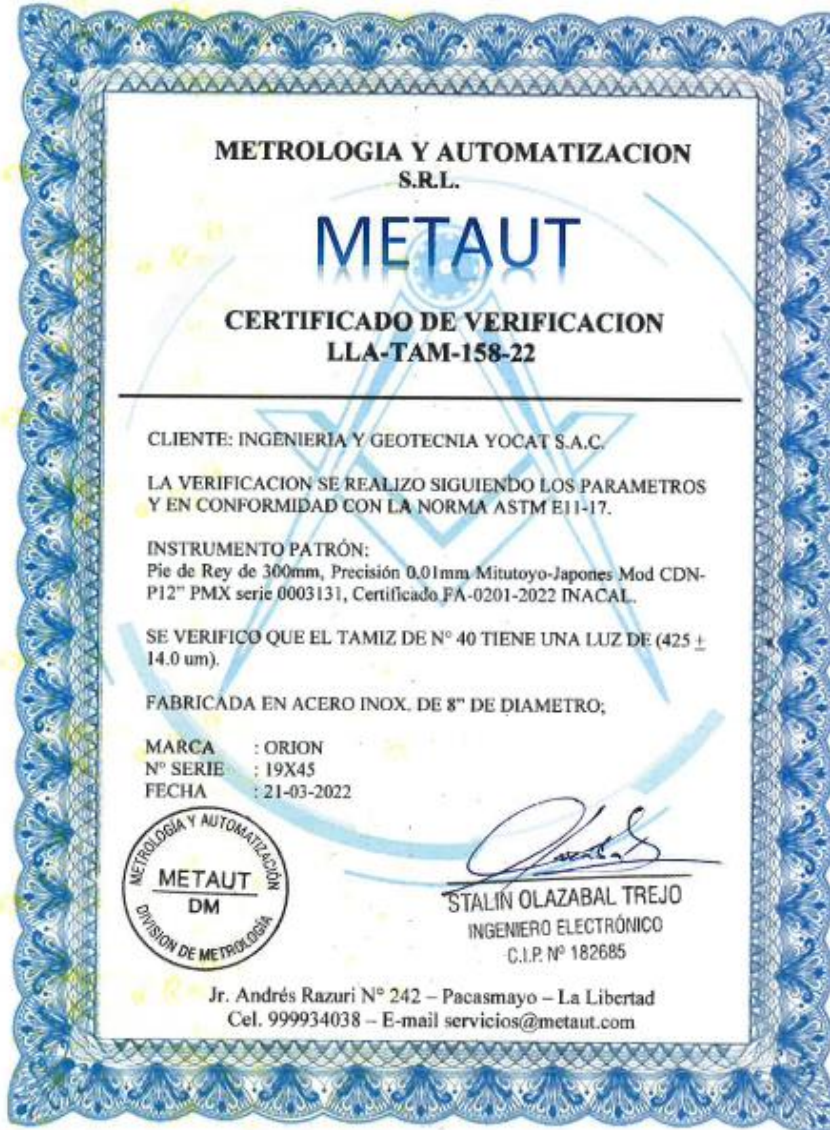 METROLOGIA Y AUTOMATIZACION
S.R.L.
METAUT
CERTIFICADO DE VERIFICACION
LLA-TAM-158-22
CLIENTE: INGENIERIA Y GEOTECNIA YOCAT S.A.C.
LA VERIFICACION SE REALIZO SIGUIENDO LOS PARAMETROS
Y EN CONFORMIDAD CON LA NORMA ASTM E11-17.
INSTRUMENTO PATRÓN:
Pie de Rey de 300mm, Precisión 0.01mm Mitutoyo-Japones Mod CDN-
P12” PMX serie 0003131, Certificado FA-0201-2022 INACAL.
SE VERIFICO QUE EL TAMIZ DE N° 40 TIENE UNA LUZ DE (425 ±
14.0 um).
FABRICADA EN ACERO INOX. DE 8” DE DIAMETRO;
MARCA : ORION
N° SERIE : 19X45
FECHA : 21-03-2022
METROLOGÍA Y AUTOMATIZACIÓN
METAUT
DM
DIVISION DE METROLOGÍA
STALIN OLAZABAL TREJO
INGENIERO ELECTRÓNICO
C.I.P. Nº 182685
Jr. Andrés Razuri N° 242 – Pacasmayo – La Libertad
Cel. 999934038 – E-mail servicios@metaut.com